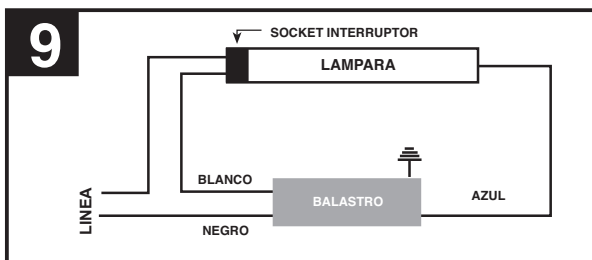 9
SOCKET INTERRUPTOR
LAMPARA
LINEA
BLANCO
BALASTRO
AZUL
NEGRO